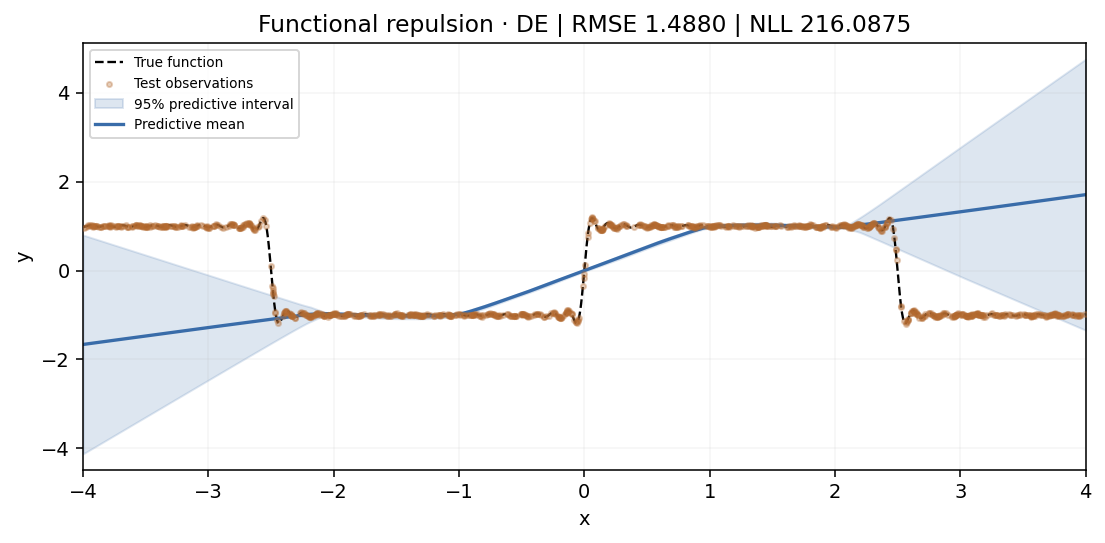 Functional repulsion · DE | RMSE 1.4880 | NLL 216.0875
True function
Test observations
95% predictive interval
Predictive mean
4
2
0
−2
−4
y
−4
−3
−2
−1
0
1
2
3
4
x